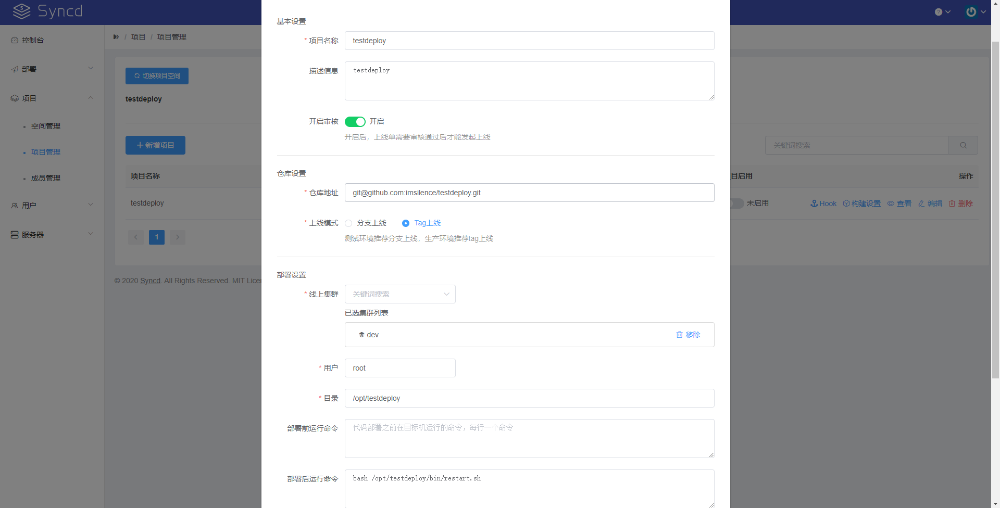 Syncd
控制台
部署
项目
空间管理
项目管理
成员管理
用户
服务器
/ 项目 / 项目管理
切换项目空间
testdeploy
新增项目
关键词搜索
项目名称
目启用
操作
testdeploy
未启用
Hook 构建设置 查看 编辑 删除
1
© 2020 Syncd. All Rights Reserved. MIT Licen
基本设置
* 项目名称 testdeploy
描述信息 testdeploy
开启审核 开启
开启后，上线单需要审核通过后才能发起上线
仓库设置
* 仓库地址 git@github.com:imsilence/testdeploy.git
* 上线模式 分支上线 Tag上线
测试环境推荐分支上线，生产环境推荐tag上线
部署设置
* 线上集群 关键词搜索
已选集群列表
dev 移除
* 用户 root
* 目录 /opt/testdeploy
部署前运行命令 代码部署之前在目标机运行的命令，每行一个命令
部署后运行命令 bash /opt/testdeploy/bin/restart.sh